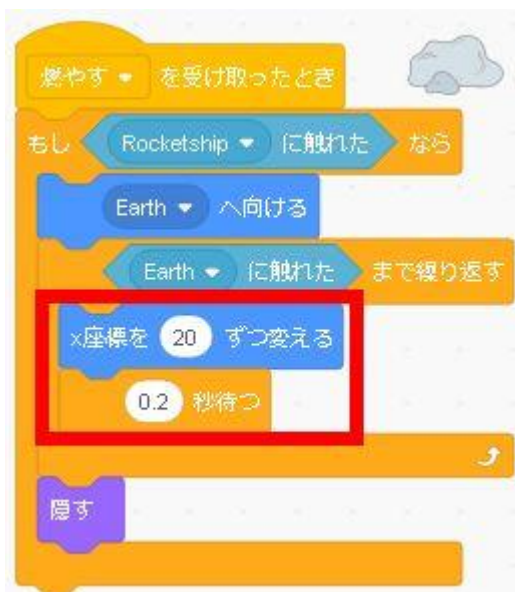 燃やす を受け取ったとき
もし Rocketship に触れた なら
Earth へ向ける
Earth に触れた まで繰り返す
x座標を 20 ずつ変える
0.2 秒待つ
隠す